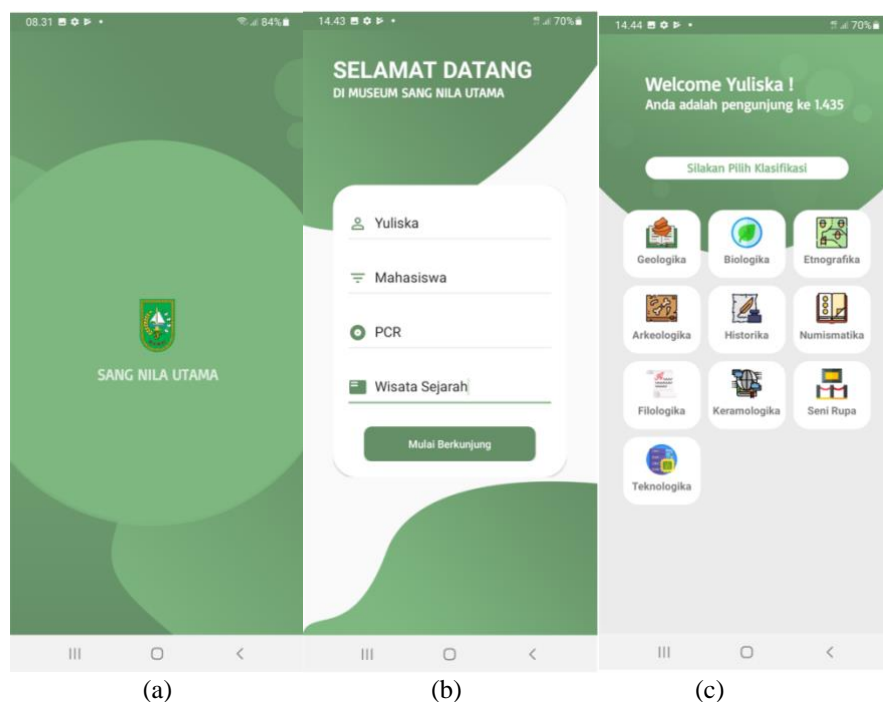 08.31
84%
SANG NILA UTAMA
(a)
14.43
70%
SELAMAT DATANG
DI MUSEUM SANG NILA UTAMA
Yuliska
Mahasiswa
PCR
Wisata Sejarah
Mulai Berkunjung
(b)
14.44
70%
Welcome Yuliska !
Anda adalah pengunjung ke 1.435
Silakan Pilih Klasifikasi
Geologika Biologika Etnografika
Arkeologika Historika Numismatika
Filologika Keramologika Seni Rupa
Teknologika
(c)